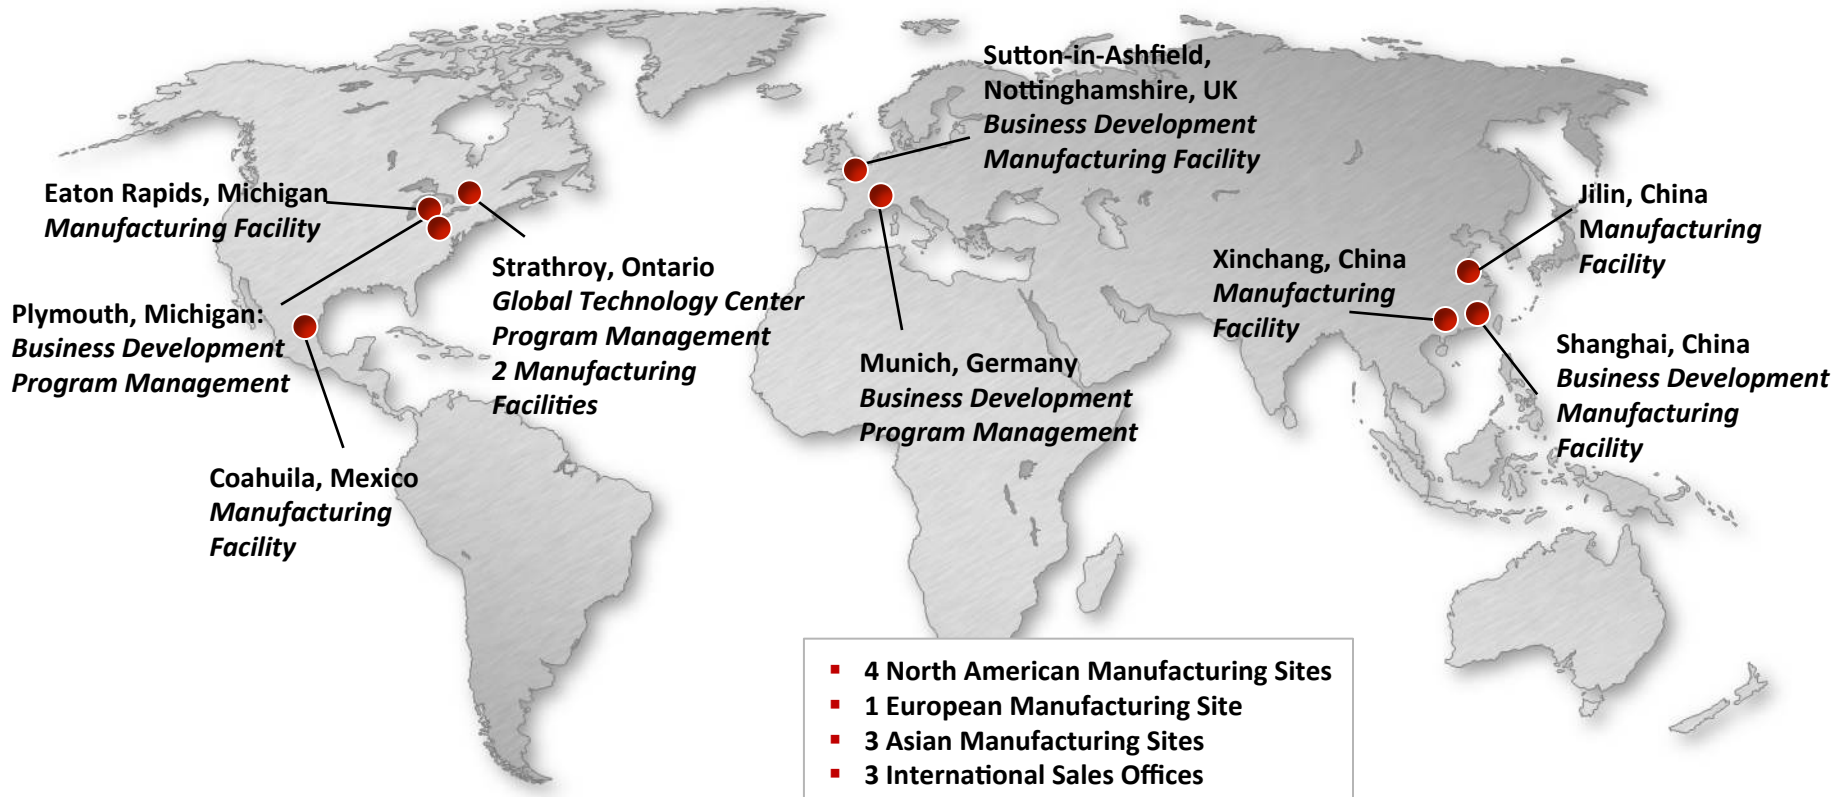 Sutton-in-Ashfield,
Nottinghamshire, UK
Business Development
Manufacturing Facility
Eaton Rapids, Michigan
Manufacturing Facility
Jilin, China
Manufacturing
Facility
Xinchang, China
Manufacturing
Facility
Strathroy, Ontario
Global Technology Center
Program Management
2 Manufacturing
Facilities
Plymouth, Michigan:
Business Development
Program Management
Munich, Germany
Business Development
Program Management
Shanghai, China
Business Development
Manufacturing
Facility
Coahuila, Mexico
Manufacturing
Facility
▪ 4 North American Manufacturing Sites
▪ 1 European Manufacturing Site
▪ 3 Asian Manufacturing Sites
▪ 3 International Sales Offices